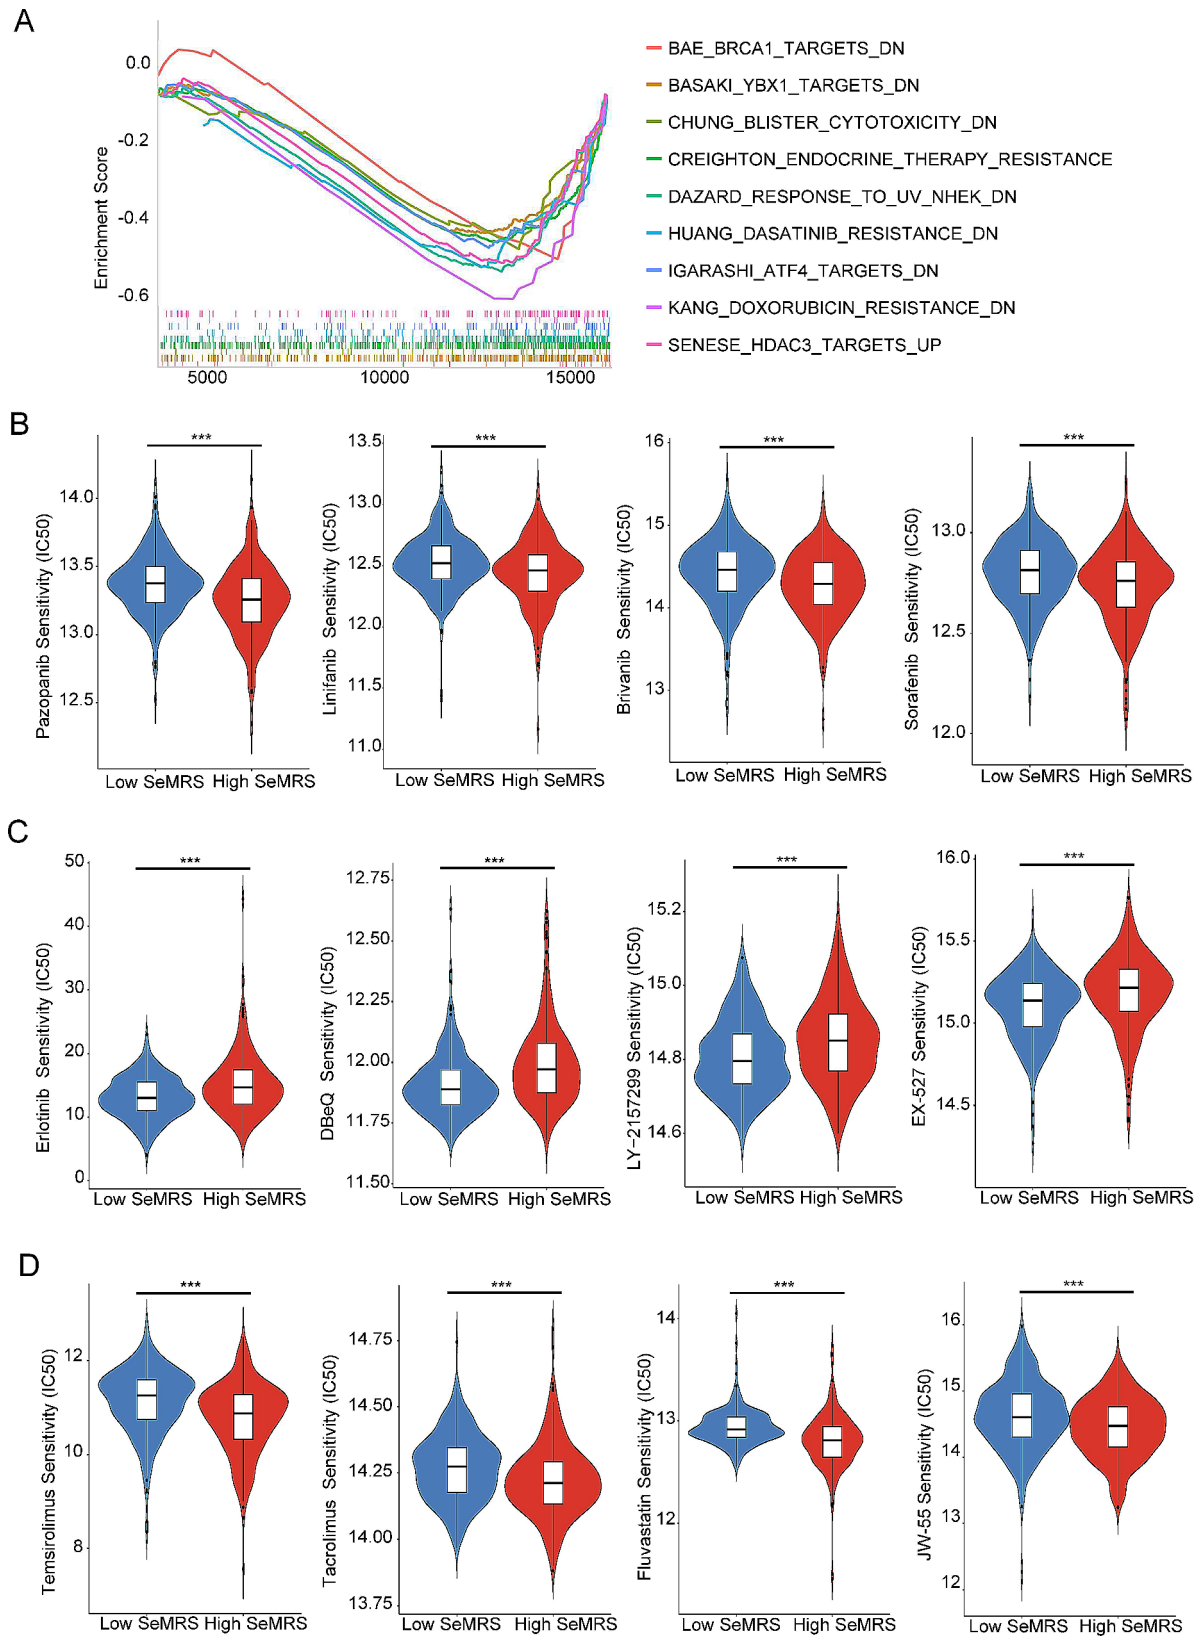 A
Enrichment Score
0.0
-0.2
-0.4
-0.6
5000
10000
15000
BAE_BRCA1_TARGETS_DN
BASAKI_YBX1_TARGETS_DN
CHUNG_BLISTER_CYTOTOXICITY_DN
CREIGHTON_ENDOCRINE_THERAPY_RESISTANCE
DAZARD_RESPONSE_TO_UV_NHEK_DN
HUANG_DASATINIB_RESISTANCE_DN
IGARASHI_ATF4_TARGETS_DN
KANG_DOXORUBICIN_RESISTANCE_DN
SENESE_HDAC3_TARGETS_UP
B
Pazopanib Sensitivity (IC50)
14.0
13.5
13.0
12.5
***
Low SeMRS
High SeMRS
Linifanib Sensitivity (IC50)
13.5
13.0
12.5
12.0
11.5
11.0
***
Low SeMRS
High SeMRS
Brivanib Sensitivity (IC50)
16
15
14
13
***
Low SeMRS
High SeMRS
Sorafenib Sensitivity (IC50)
13.0
12.5
12.0
***
Low SeMRS
High SeMRS
C
Erlotinib Sensitivity (IC50)
50
40
30
20
10
0
***
Low SeMRS
High SeMRS
DBeQ Sensitivity (IC50)
12.75
12.50
12.25
12.00
11.75
11.50
***
Low SeMRS
High SeMRS
LY−2157299 Sensitivity (IC50)
15.2
15.0
14.8
14.6
***
Low SeMRS
High SeMRS
EX-527 Sensitivity (IC50)
16.0
15.5
15.0
14.5
***
Low SeMRS
High SeMRS
D
Temsirolimus Sensitivity (IC50)
12
10
8
***
Low SeMRS
High SeMRS
Tacrolimus Sensitivity (IC50)
14.75
14.50
14.25
14.00
13.75
***
Low SeMRS
High SeMRS
Fluvastatin Sensitivity (IC50)
14
13
12
***
Low SeMRS
High SeMRS
JW-55 Sensitivity (IC50)
16
15
14
13
12
***
Low SeMRS
High SeMRS